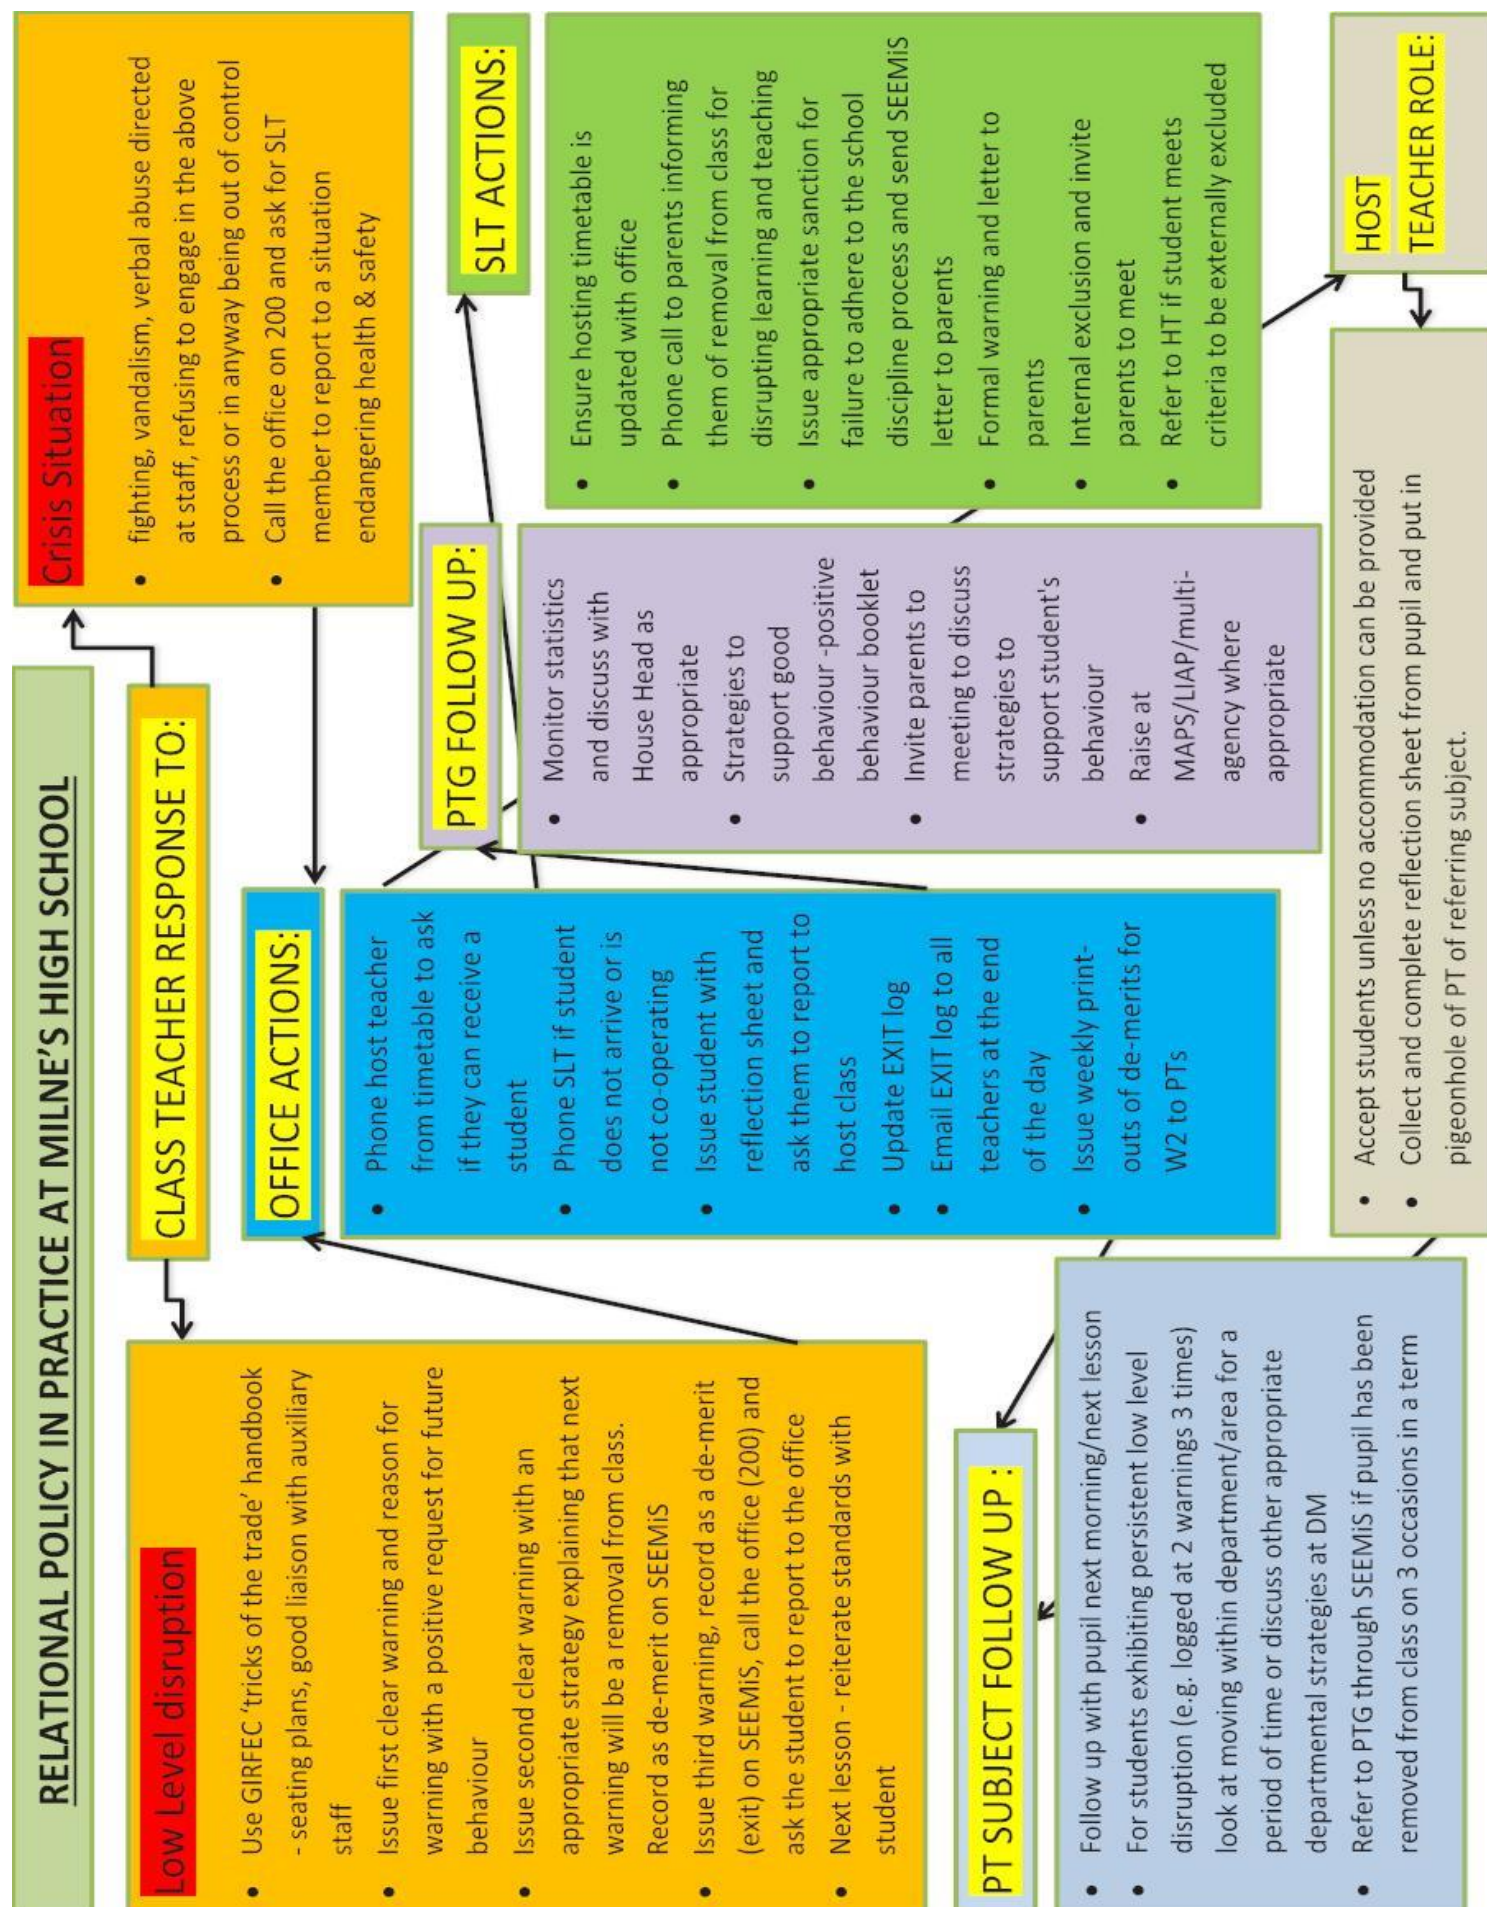 RELATIONAL POLICY IN PRACTICE AT MILNE’S HIGH SCHOOL
CLASS TEACHER RESPONSE TO:
Low Level disruption
• Use GIRFEC ‘tricks of the trade’ handbook
- seating plans, good liaison with auxiliary
staff
• Issue first clear warning and reason for
warning with a positive request for future
behaviour
• Issue second clear warning with an
appropriate strategy explaining that next
warning will be a removal from class.
Record as de-merit on SEEMiS
• Issue third warning, record as a de-merit
(exit) on SEEMiS, call the office (200) and
ask the student to report to the office
• Next lesson - reiterate standards with
student
Crisis Situation
• fighting, vandalism, verbal abuse directed
at staff, refusing to engage in the above
process or in anyway being out of control
• Call the office on 200 and ask for SLT
member to report to a situation
endangering health & safety
OFFICE ACTIONS:
• Phone host teacher
from timetable to ask
if they can receive a
student
• Phone SLT if student
does not arrive or is
not co-operating
• Issue student with
reflection sheet and
ask them to report to
host class
• Update EXIT log
• Email EXIT log to all
teachers at the end
of the day
• Issue weekly print-
outs of de-merits for
W2 to PTs
PTG FOLLOW UP:
• Monitor statistics
and discuss with
House Head as
appropriate
• Strategies to
support good
behaviour -positive
behaviour booklet
• Invite parents to
meeting to discuss
strategies to
support student's
behaviour
• Raise at
MAPS/LIAP/multi-
agency where
appropriate
SLT ACTIONS:
• Ensure hosting timetable is
updated with office
• Phone call to parents informing
them of removal from class for
disrupting learning and teaching
• Issue appropriate sanction for
failure to adhere to the school
discipline process and send SEEMiS
letter to parents
• Formal warning and letter to
parents
• Internal exclusion and invite
parents to meet
• Refer to HT if student meets
criteria to be externally excluded
PT SUBJECT FOLLOW UP :
• Follow up with pupil next morning/next lesson
• For students exhibiting persistent low level
disruption (e.g. logged at 2 warnings 3 times)
look at moving within department/area for a
period of time or discuss other appropriate
departmental strategies at DM
• Refer to PTG through SEEMiS if pupil has been
removed from class on 3 occasions in a term
HOST
TEACHER ROLE:
• Accept students unless no accommodation can be provided
• Collect and complete reflection sheet from pupil and put in
pigeonhole of PT of referring subject.